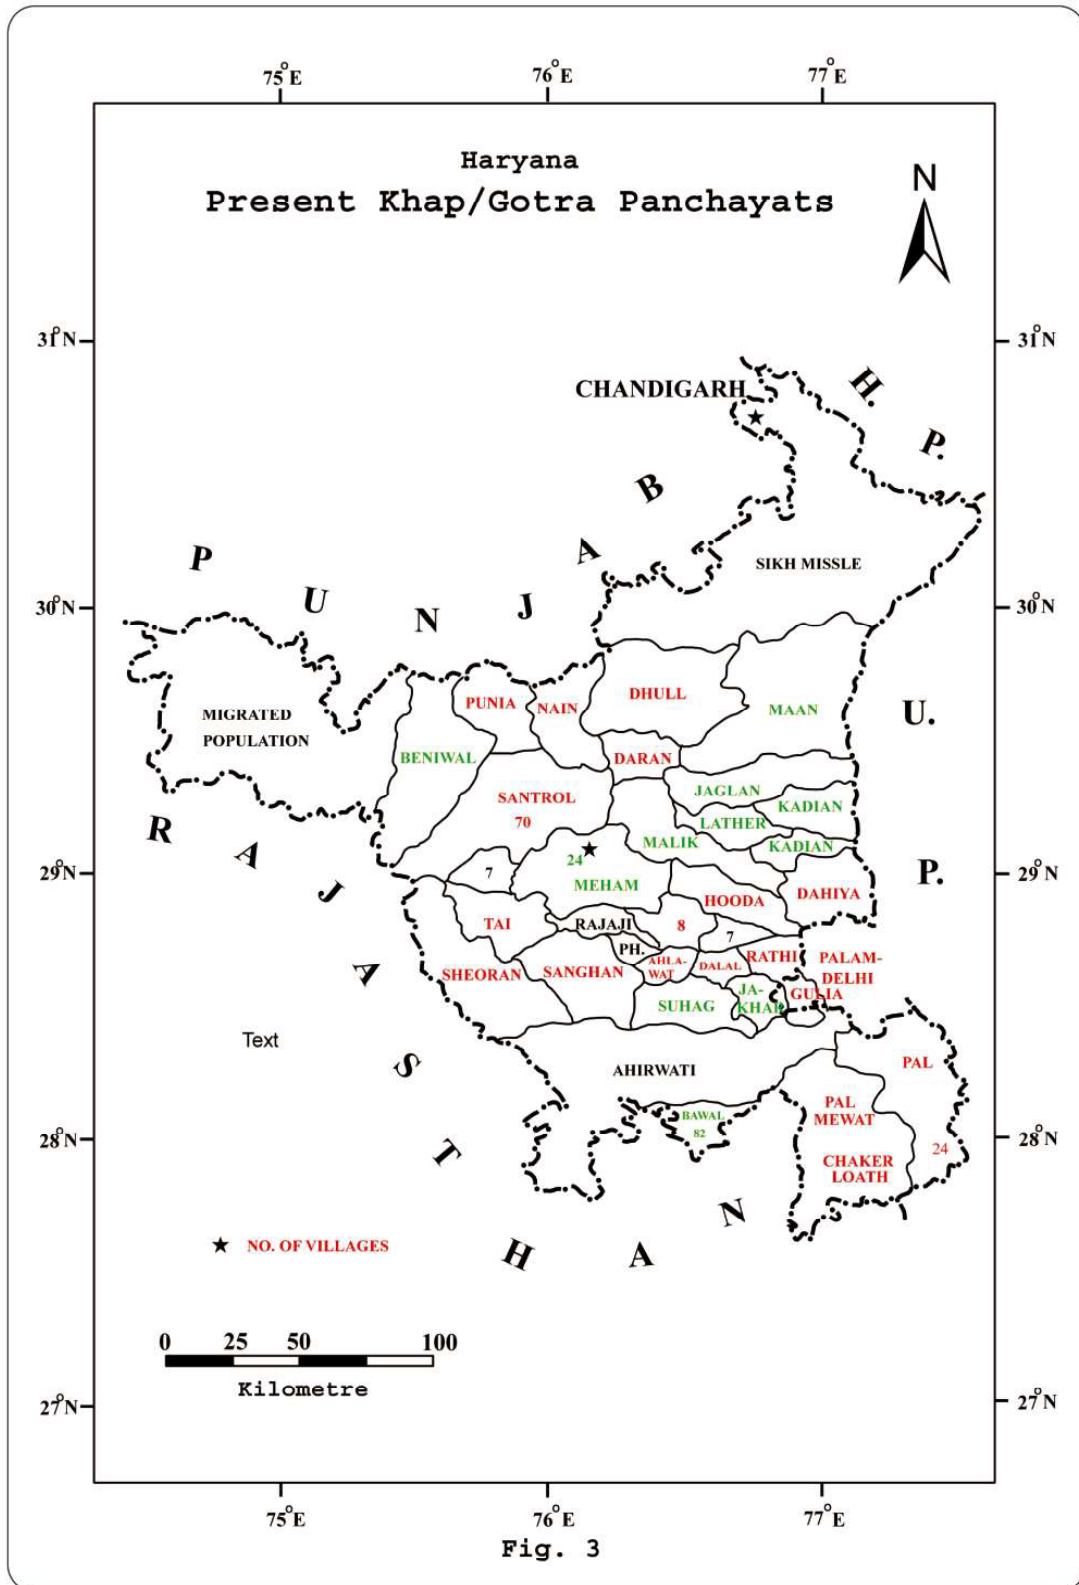 75°E 76°E 77°E
Haryana
Present Khap/Gotra Panchayats
N
31°N 31°N
CHANDIGARH
H. P.
PUNJAB
SIKH MISSLE
30°N 30°N
MIGRATED
POPULATION
PUNIA
NAIN
DHULL
MAAN
U. P.
BENIWAL
DARAN
SANTROL
70
JAGLAN
KADIAN
LATHER
RAJASTHAN
MALIK
KADIAN
24
MEHAM
7
29°N 29°N
HOODA
DAHIYA
TAI
RAJAJI
8
7
PH.
SHEORAN
SANGHAN
AHLA-
WAT
DALAL
RATHI
PALAM-
DELHI
SUHAG
JA-
KHAR
GULIA
Text
AHIRWATI
PAL
BAWAL
82
PAL
MEWAT
28°N 28°N
24
CHAKER
LOATH
★ NO. OF VILLAGES
0 25 50 100
Kilometre
27°N 27°N
75°E 76°E 77°E
Fig. 3